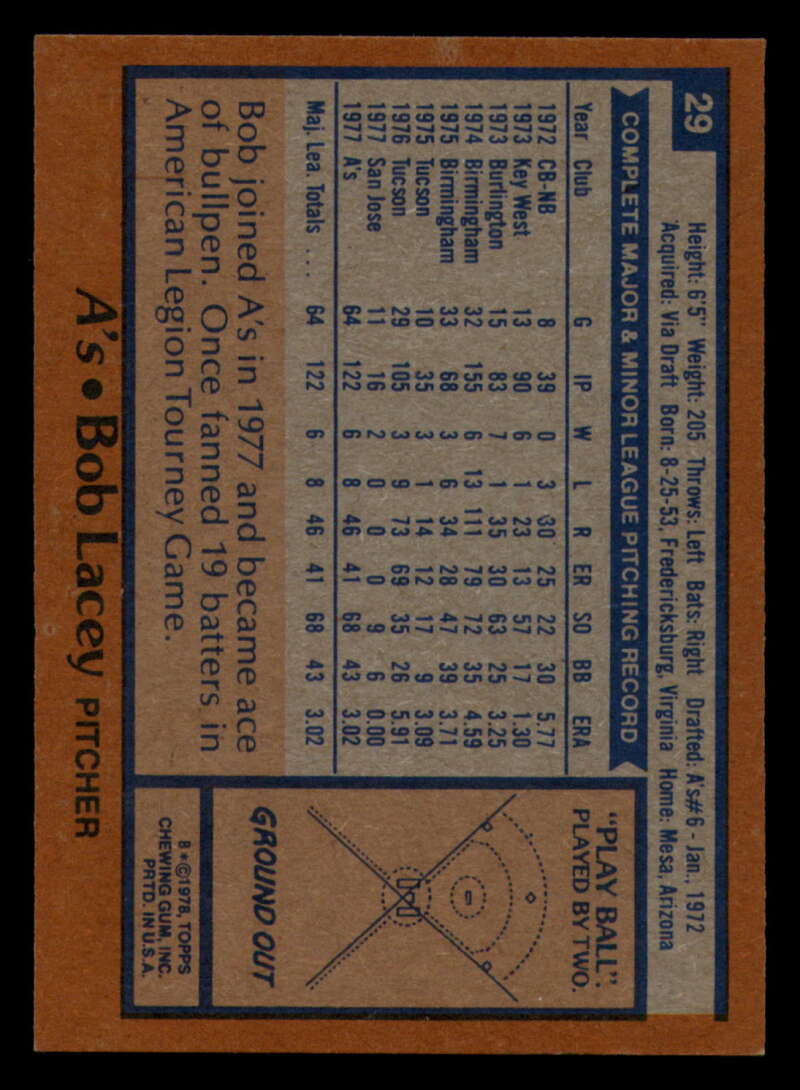 29
Height: 6'5" Weight: 205 Throws: Left Bats: Right Drafted: A's#6 - Jan., 1972
Acquired: Via Draft Born: 8-25-53, Fredericksburg, Virginia Home: Mesa, Arizona
COMPLETE MAJOR & MINOR LEAGUE PITCHING RECORD
Year Club G IP W L R ER SO BB ERA
1972 CB-NB 8 39 0 3 30 25 22 30 5.77
1973 Key West 13 90 6 1 23 13 57 17 1.30
1973 Burlington 15 83 7 1 35 30 63 25 3.25
1974 Birmingham 32 155 6 13 111 79 72 35 4.59
1975 Birmingham 33 68 3 6 34 28 47 39 3.71
1975 Tucson 10 35 3 1 14 12 17 9 3.09
1976 Tucson 29 105 3 9 73 69 35 26 5.91
1977 San Jose 11 16 2 0 0 0 9 6 0.00
1977 A's 64 122 6 8 46 41 68 43 3.02
Maj. Lea. Totals ... 64 122 6 8 46 41 68 43 3.02
Bob joined A's in 1977 and became ace
of bullpen. Once fanned 19 batters in
American Legion Tourney Game.
"PLAY BALL":
PLAYED BY TWO.
GROUND OUT
B*©1978, TOPPS
CHEWING GUM, INC.
PRTD. IN U.S.A.
A's • Bob Lacey PITCHER